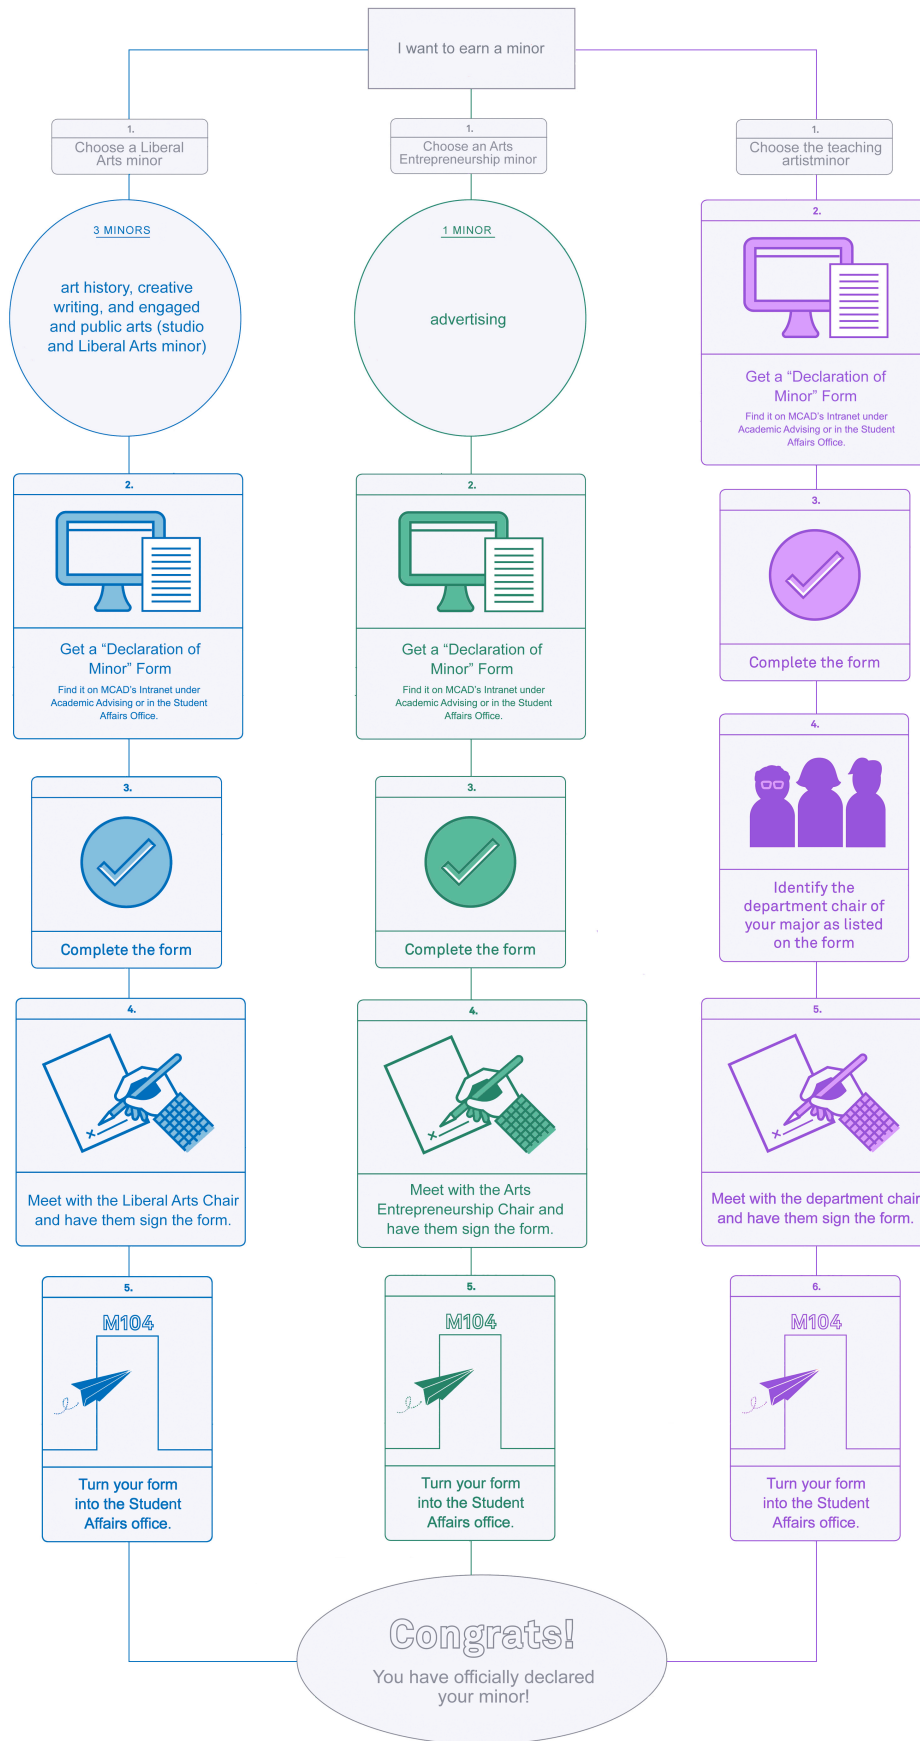 I want to earn a minor
1.
Choose a Liberal
Arts minor
3 MINORS
art history, creative
writing, and engaged
and public arts (studio
and Liberal Arts minor)
2.
Get a “Declaration of
Minor” Form
Find it on MCAD’s Intranet under
Academic Advising or in the Student
Affairs Office.
3.
Complete the form
4.
x
Meet with the Liberal Arts Chair
and have them sign the form.
5.
M104
Turn your form
into the Student
Affairs office.
1.
Choose an Arts
Entrepreneurship minor
1 MINOR
advertising
2.
Get a “Declaration of
Minor” Form
Find it on MCAD’s Intranet under
Academic Advising or in the Student
Affairs Office.
3.
Complete the form
4.
x
Meet with the Arts
Entrepreneurship Chair and
have them sign the form.
5.
M104
Turn your form
into the Student
Affairs office.
1.
Choose the teaching
artistminor
2.
Get a “Declaration of
Minor” Form
Find it on MCAD’s Intranet under
Academic Advising or in the Student
Affairs Office.
3.
Complete the form
4.
Identify the
department chair of
your major as listed
on the form
5.
x
Meet with the department chair
and have them sign the form.
6.
M104
Turn your form
into the Student
Affairs office.
Congrats!
You have officially declared
your minor!